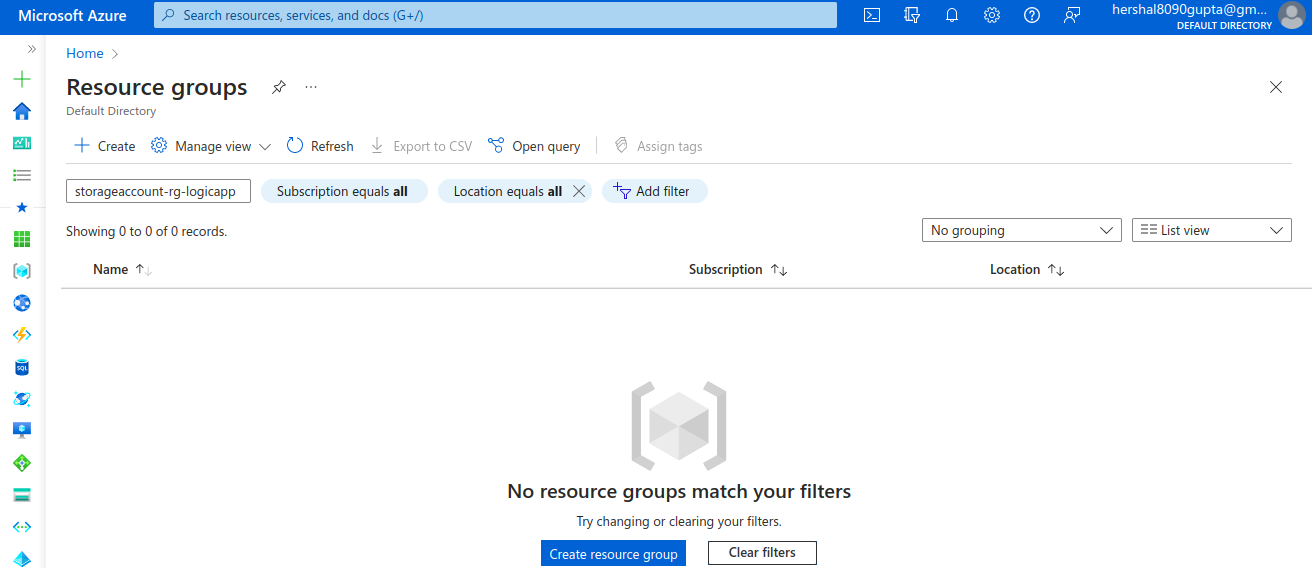 Microsoft Azure
Search resources, services, and docs (G+/)
hershal8090gupta@gm...
DEFAULT DIRECTORY
Home
Resource groups
Default Directory
Create
Manage view
Refresh
Export to CSV
Open query
Assign tags
storageaccount-rg-logicapp
Subscription equals all
Location equals all
Add filter
Showing 0 to 0 of 0 records.
No grouping
List view
Name
Subscription
Location
No resource groups match your filters
Try changing or clearing your filters.
Create resource group
Clear filters
SQL